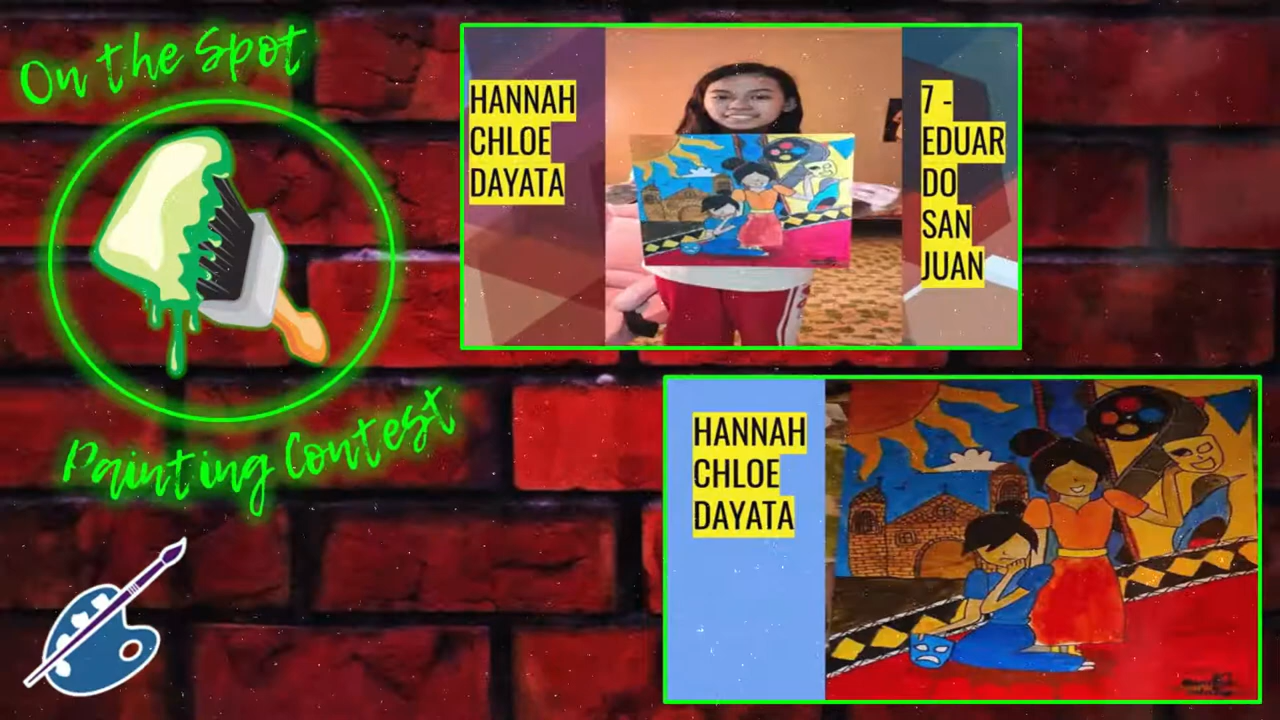 On the Spot
Painting Contest
HANNAH
CHLOE
DAYATA
7 -
EDUAR
DO
SAN
JUAN
HANNAH
CHLOE
DAYATA